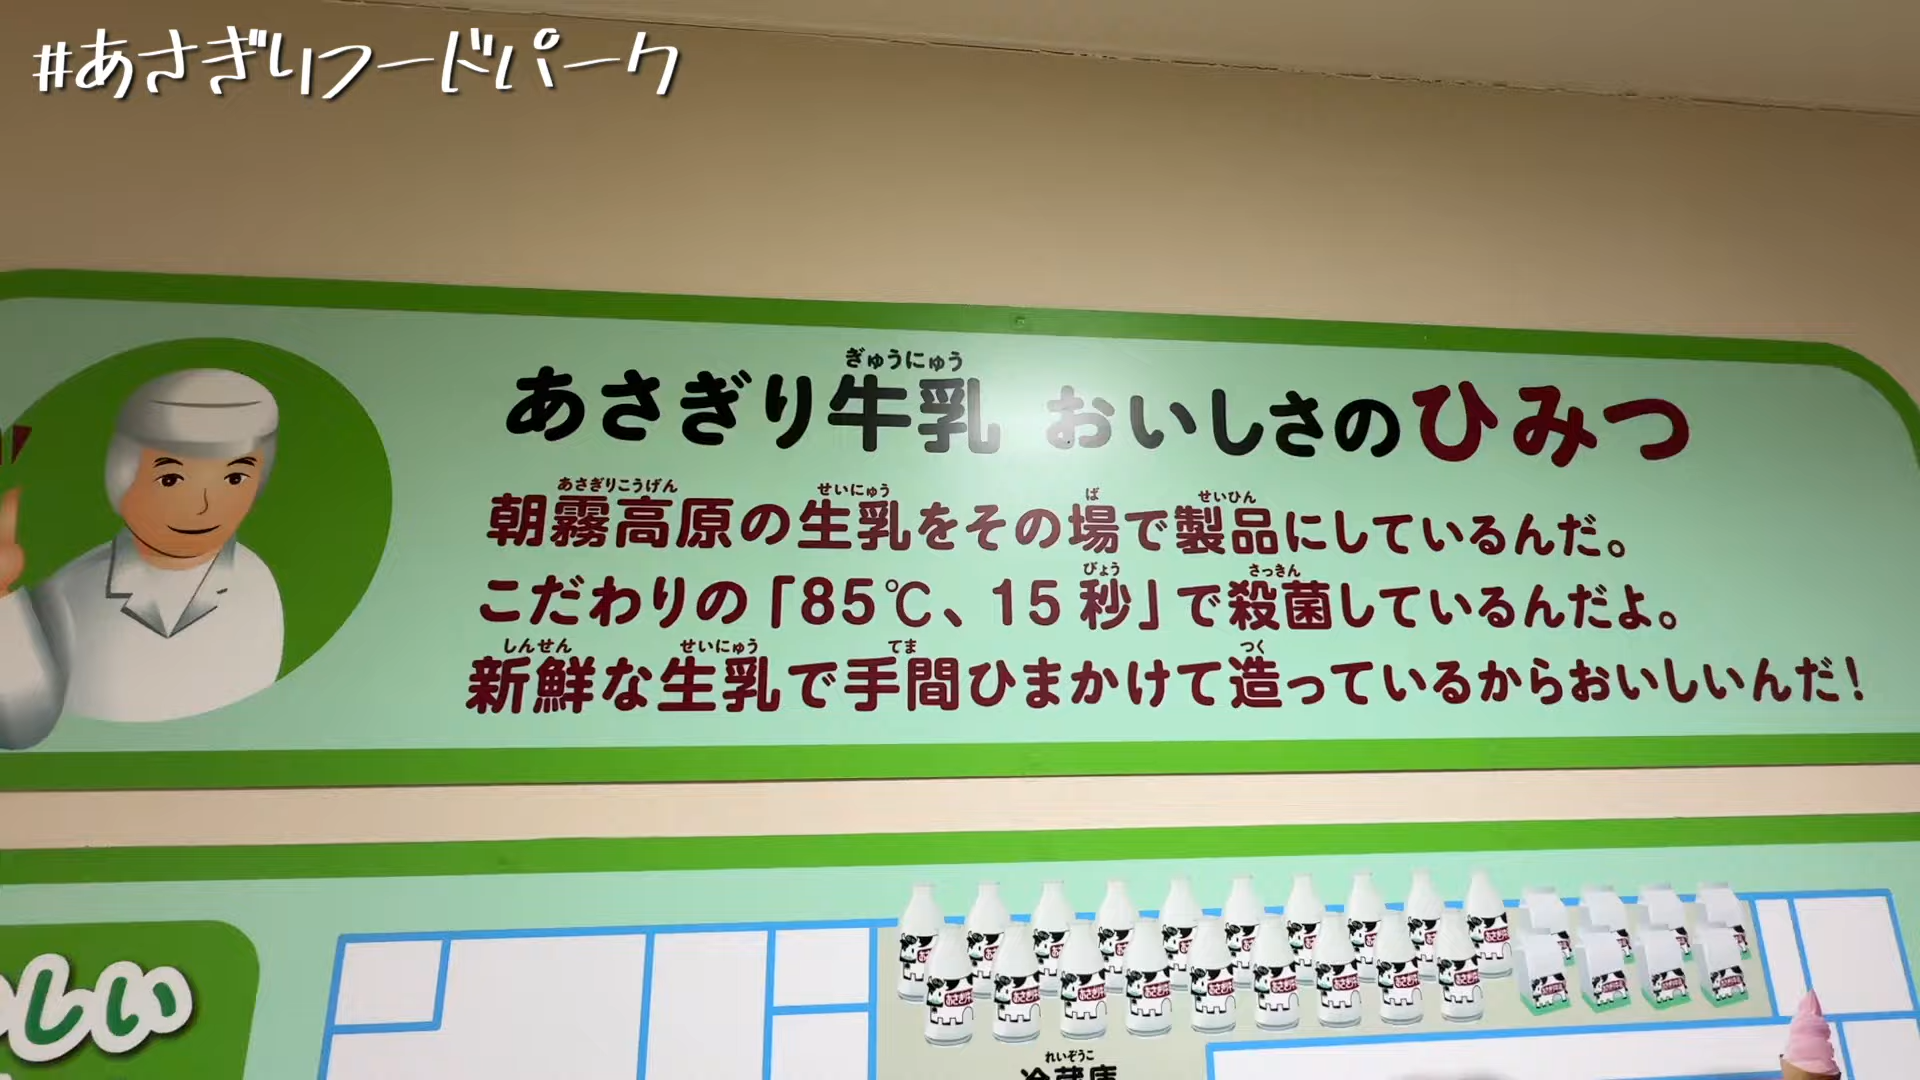 #あさぎりフードパーク
ぎゅうにゅう
あさぎり牛乳 おいしさのひみつ
あさぎりこうげん せいにゅう ば せいひん
朝霧高原の生乳をその場で製品にしているんだ。
びょう さっきん
こだわりの「85℃、15秒」で殺菌しているんだよ。
しんせん せいにゅう てま つく
新鮮な生乳で手間ひまかけて造っているからおいしいんだ!
しい
れいぞうこ
冷蔵庫